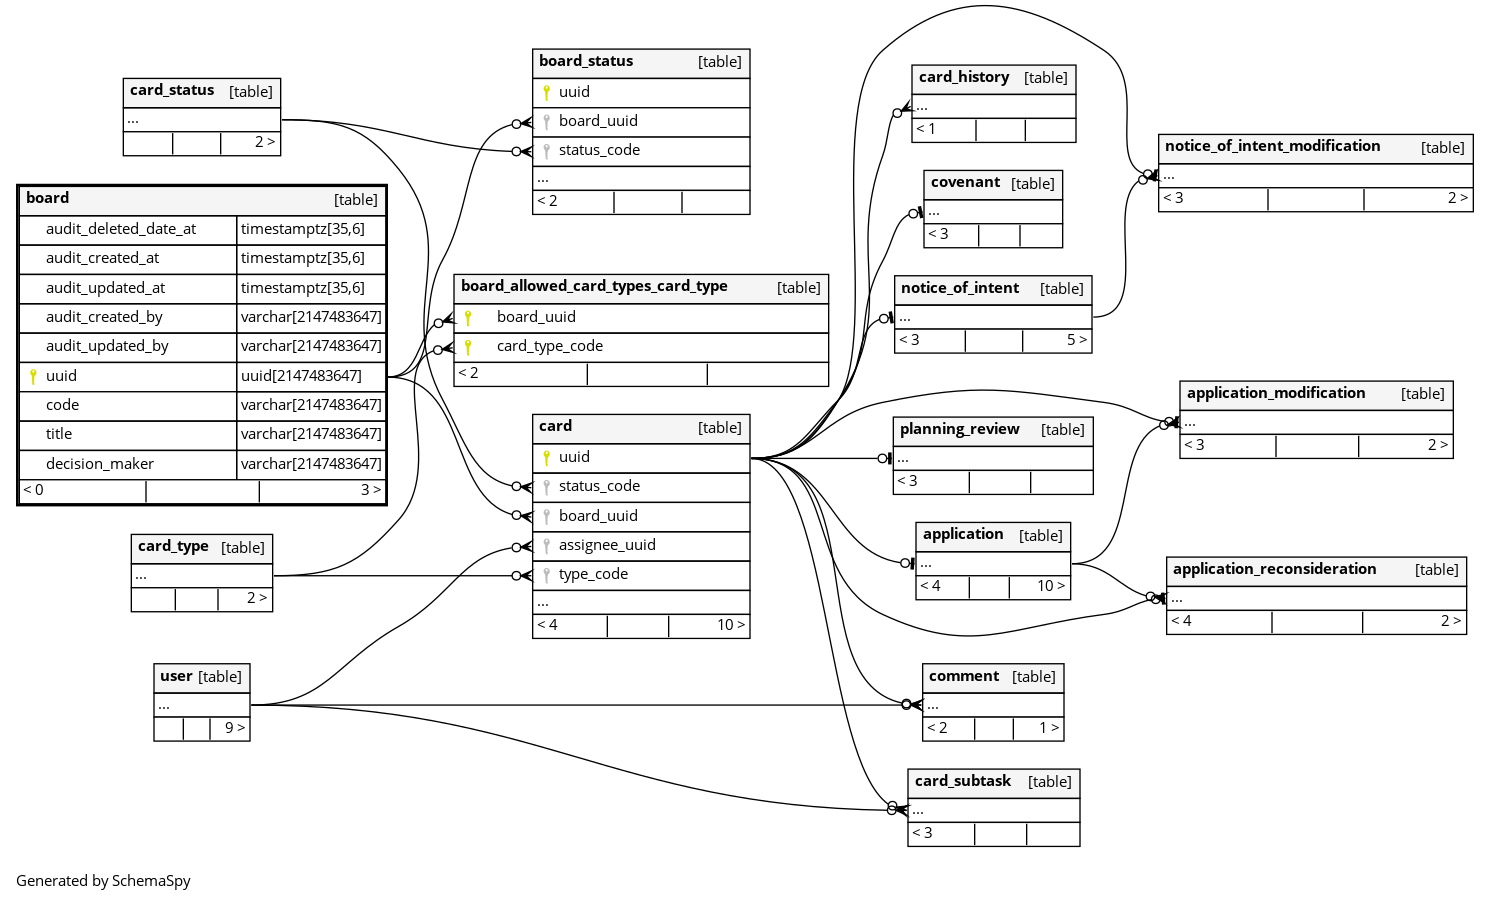 card_status [table]
...
2 >
board [table]
audit_deleted_date_at timestamptz[35,6]
audit_created_at timestamptz[35,6]
audit_updated_at timestamptz[35,6]
audit_created_by varchar[2147483647]
audit_updated_by varchar[2147483647]
uuid uuid[2147483647]
code varchar[2147483647]
title varchar[2147483647]
decision_maker varchar[2147483647]
< 0 3 >
card_type [table]
...
2 >
user [table]
...
9 >
board_status [table]
uuid
board_uuid
status_code
...
< 2
board_allowed_card_types_card_type [table]
board_uuid
card_type_code
< 2
card [table]
uuid
status_code
board_uuid
assignee_uuid
type_code
...
< 4 10 >
card_history [table]
...
< 1
covenant [table]
...
< 3
notice_of_intent [table]
...
< 3 5 >
planning_review [table]
...
< 3
application [table]
...
< 4 10 >
comment [table]
...
< 2 1 >
card_subtask [table]
...
< 3
notice_of_intent_modification [table]
...
< 3 2 >
application_modification [table]
...
< 3 2 >
application_reconsideration [table]
...
< 4 2 >
Generated by SchemaSpy